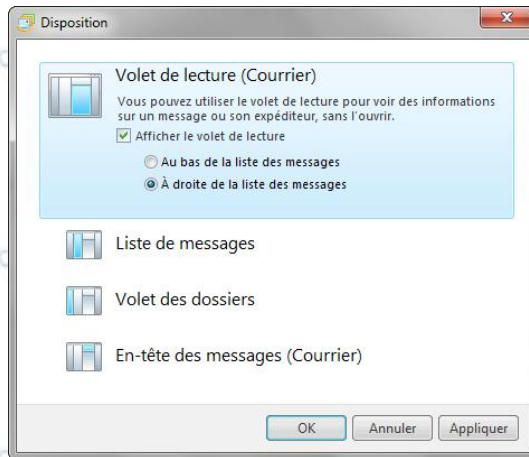 Disposition
Volet de lecture (Courrier)
Vous pouvez utiliser le volet de lecture pour voir des informations
sur un message ou son expéditeur, sans l'ouvrir.
Afficher le volet de lecture
Au bas de la liste des messages
À droite de la liste des messages
Liste de messages
Volet des dossiers
En-tête des messages (Courrier)
OK Annuler Appliquer